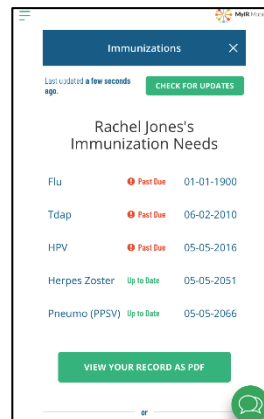 MyIR Mobile
Immunizations ×
Last updated a few seconds
ago.
CHECK FOR UPDATES
Rachel Jones's
Immunization Needs
Flu Past Due 01-01-1900
Tdap Past Due 06-02-2010
HPV Past Due 05-05-2016
Herpes Zoster Up to Date 05-05-2051
Pneumo (PPSV) Up to Date 05-05-2066
VIEW YOUR RECORD AS PDF
or